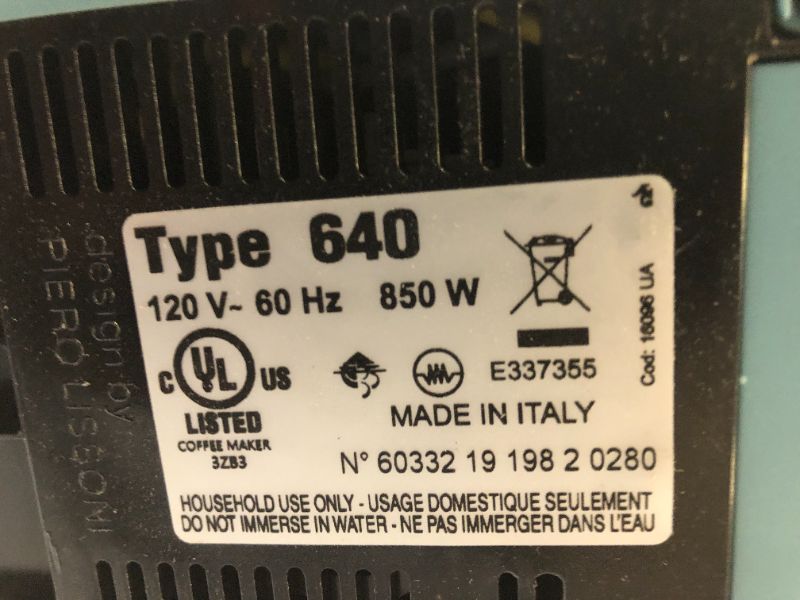 Type 640
120 V~ 60 Hz 850 W
Cod: 16096 UA
C UL US
LISTED
COFFEE MAKER
3ZB3
E337355
MADE IN ITALY
N° 60332 19 198 2 0280
HOUSEHOLD USE ONLY - USAGE DOMESTIQUE SEULEMENT
DO NOT IMMERSE IN WATER - NE PAS IMMERGER DANS L'EAU
design by
PIERO LISSONI